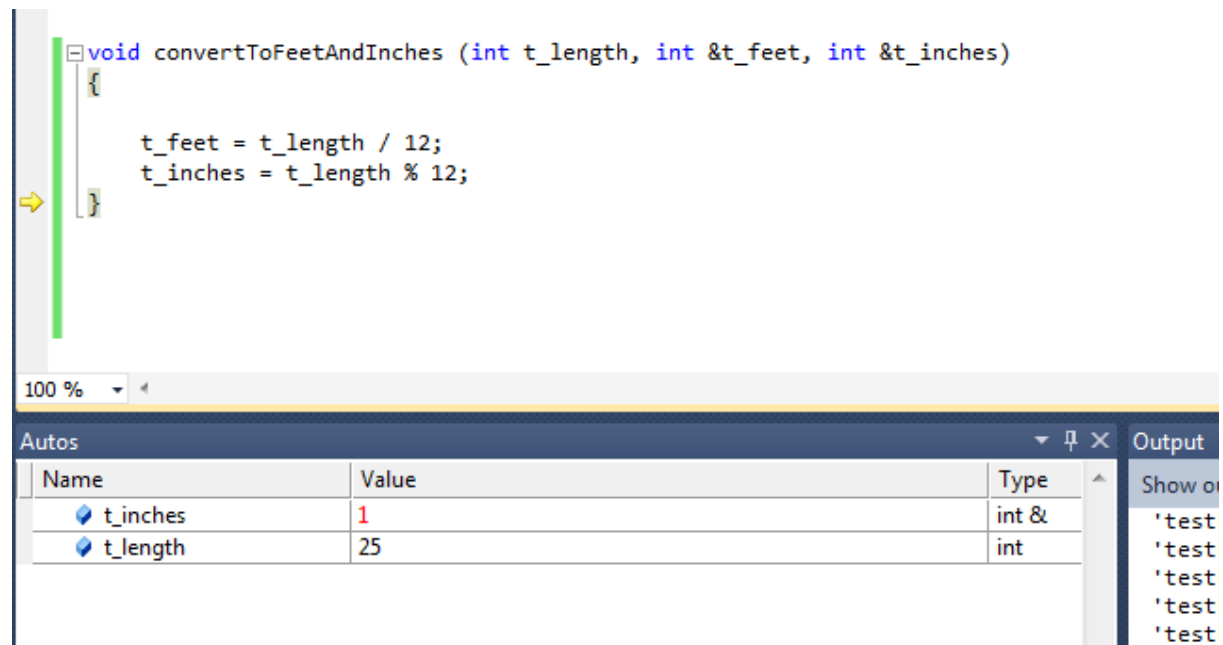 void convertToFeetAndInches (int t_length, int &t_feet, int &t_inches)
{
t_feet = t_length / 12;
t_inches = t_length % 12;
}
100 %
Autos
Name Value Type
t_inches 1 int &
t_length 25 int
Output
Show
'test
'test
'test
'test
'test